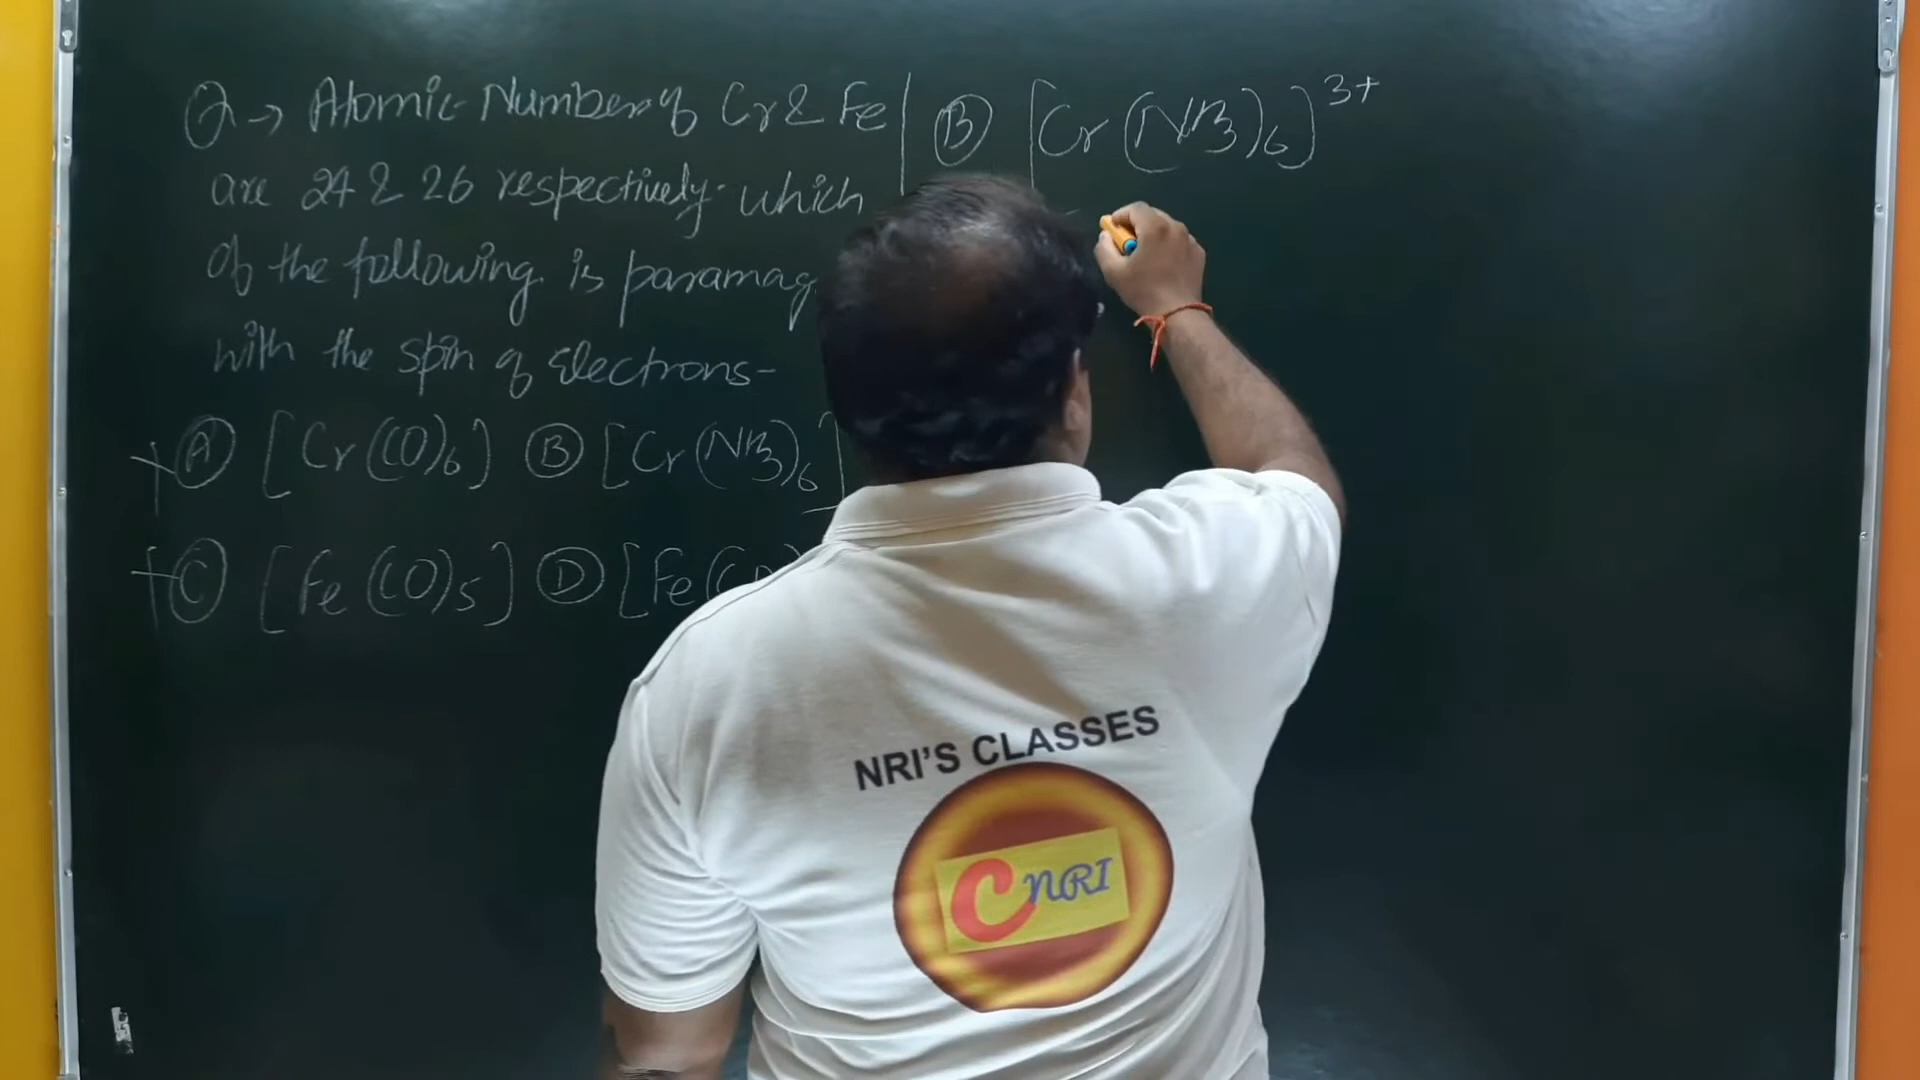 Q → Atomic Number of Cr & Fe
are 24 & 26 respectively. which
of the following. is paramag
with the spin of electrons-
A [Cr(CO)6] B [Cr(NH3)6]
C [Fe(CO)5] D [Fe(C
B [Cr(NH3)6]3+
NRI'S CLASSES
CNRI